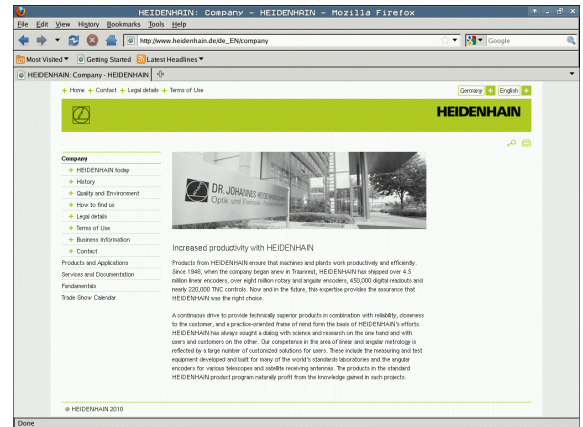 HEIDENHAIN: Company - HEIDENHAIN - Mozilla Firefox
File Edit View History Bookmarks Tools Help
http://www.heidenhain.de/de_EN/company
Google
Most Visited Getting Started Latest Headlines
HEIDENHAIN: Company - HEIDENHAIN
+ Home + Contact + Legal details + Terms of Use
Germany + English +
HEIDENHAIN
Company
+ HEIDENHAIN today
+ History
+ Quality and Environment
+ How to find us
+ Legal details
+ Terms of Use
+ Business Information
+ Contact
Products and Applications
Services and Documentation
Fundamentals
Trade Show Calendar
DR. JOHANNES HEIDENHAIN
Optik und Elektronik
Increased productivity with HEIDENHAIN
Products from HEIDENHAIN ensure that machines and plants work productively and efficiently.
Since 1948, when the company began anew in Traunreut, HEIDENHAIN has shipped over 4.5
million linear encoders, over eight million rotary and angular encoders, 450,000 digital readouts and
nearly 220,000 TNC controls. Now and in the future, this expertise provides the assurance that
HEIDENHAIN was the right choice.
A continuous drive to provide technically superior products in combination with reliability, closeness
to the customer, and a practice-oriented frame of mind form the basis of HEIDENHAIN's efforts.
HEIDENHAIN has always sought a dialog with science and research on the one hand and with
users and customers on the other. Our competence in the area of linear and angular metrology is
reflected by a large number of customized solutions for users. These include the measuring and test
equipment developed and built for many of the world's standards laboratories and the angular
encoders for various telescopes and satellite receiving antennas. The products in the standard
HEIDENHAIN product program naturally profit from the knowledge gained in such projects.
© HEIDENHAIN 2010
Done